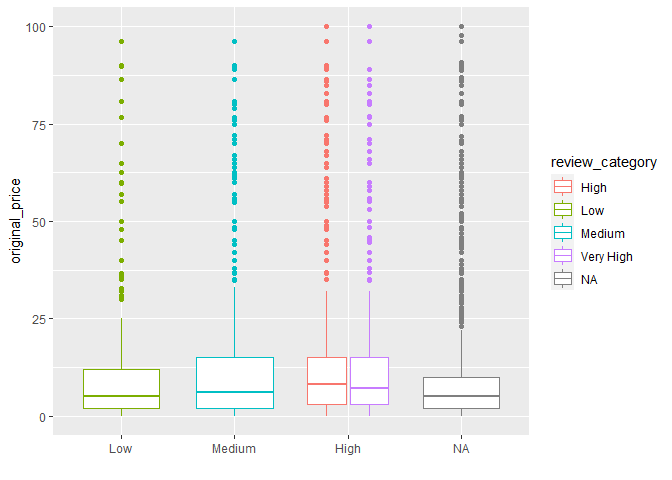 100
75
50
25
0
original_price
Low
Medium
High
NA
review_category
High
Low
Medium
Very High
NA